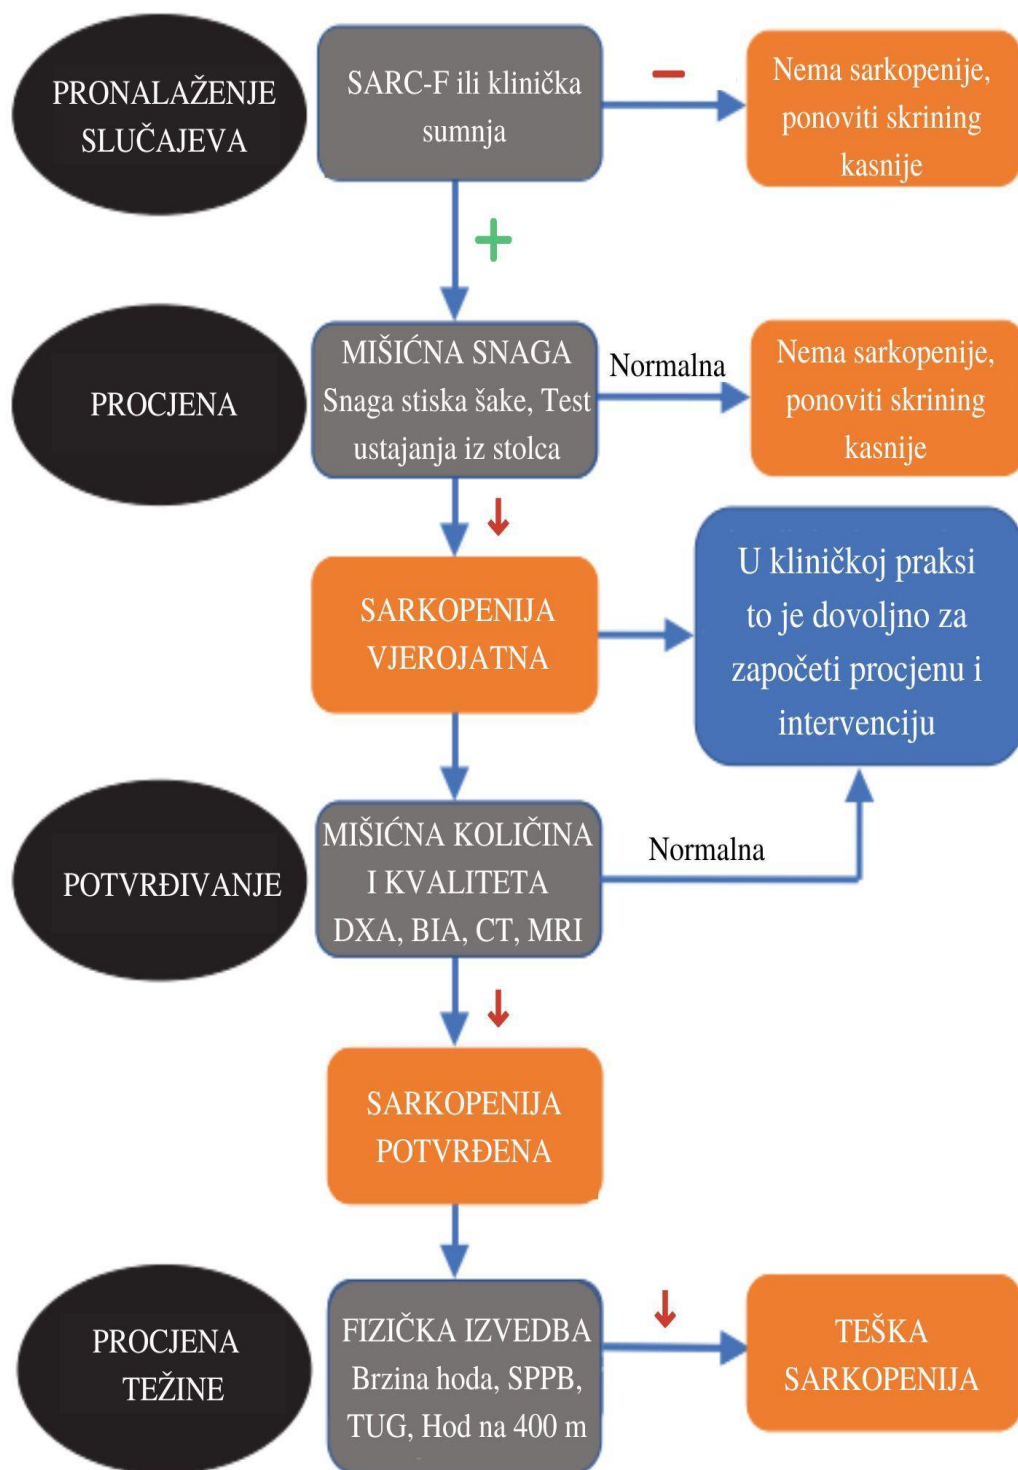 PRONALAŽENJE
SLUČAJEVA
SARC-F ili klinička
sumnja
Nema sarkopenije,
ponoviti skrining
kasnije
PROCJENA
MIŠIĆNA SNAGA
Snaga stiska šake, Test
ustajanja iz stolca
Normalna
Nema sarkopenije,
ponoviti skrining
kasnije
SARKOPENIJA
VJEROJATNA
U kliničkoj praksi
to je dovoljno za
započeti procjenu i
intervenciju
POTVRĐIVANJE
MIŠIĆNA KOLIČINA
I KVALITETA
DXA, BIA, CT, MRI
Normalna
SARKOPENIJA
POTVRĐENA
PROCJENA
TEŽINE
FIZIČKA IZVEDBA
Brzina hoda, SPPB,
TUG, Hod na 400 m
TEŠKA
SARKOPENIJA